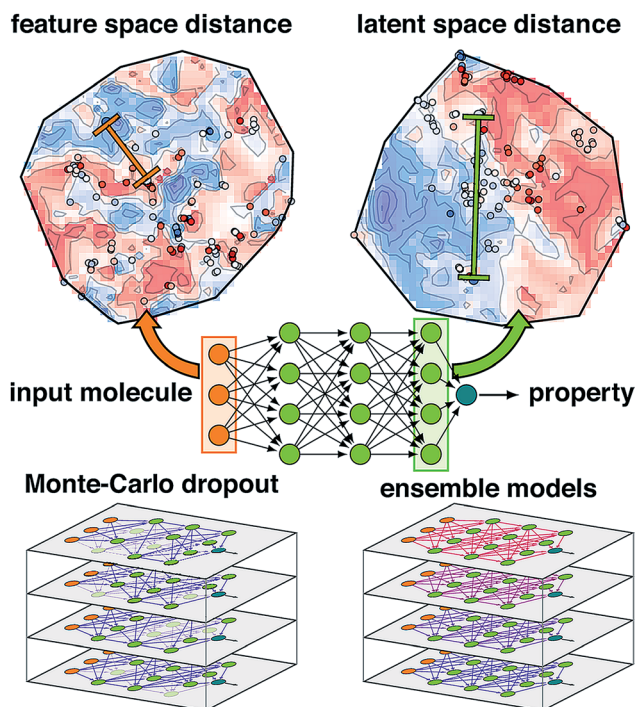 feature space distance
latent space distance
input molecule
property
Monte-Carlo dropout
ensemble models